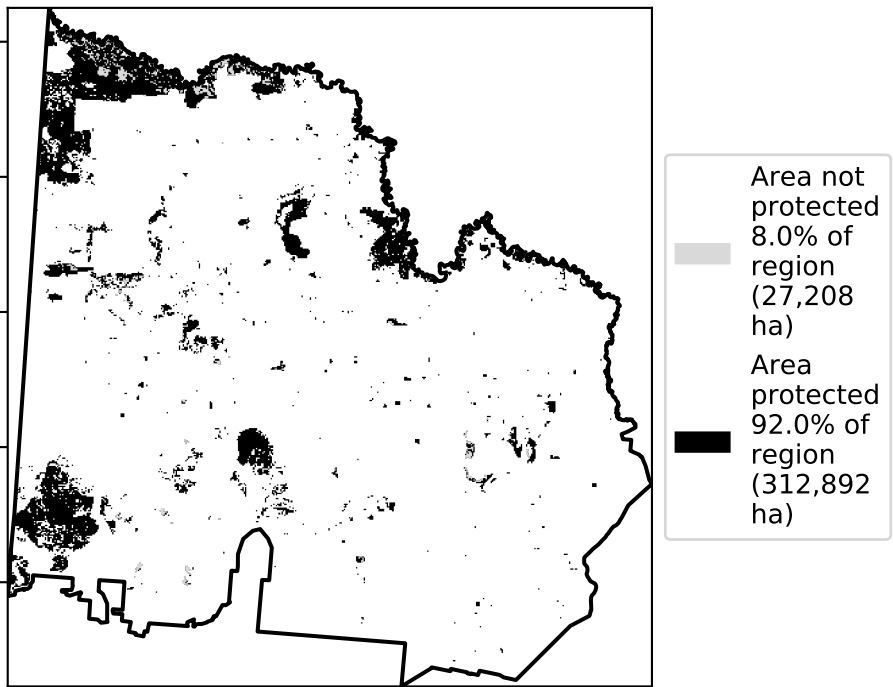 Area not
protected
8.0% of
region
(27,208
ha)
Area
protected
92.0% of
region
(312,892
ha)